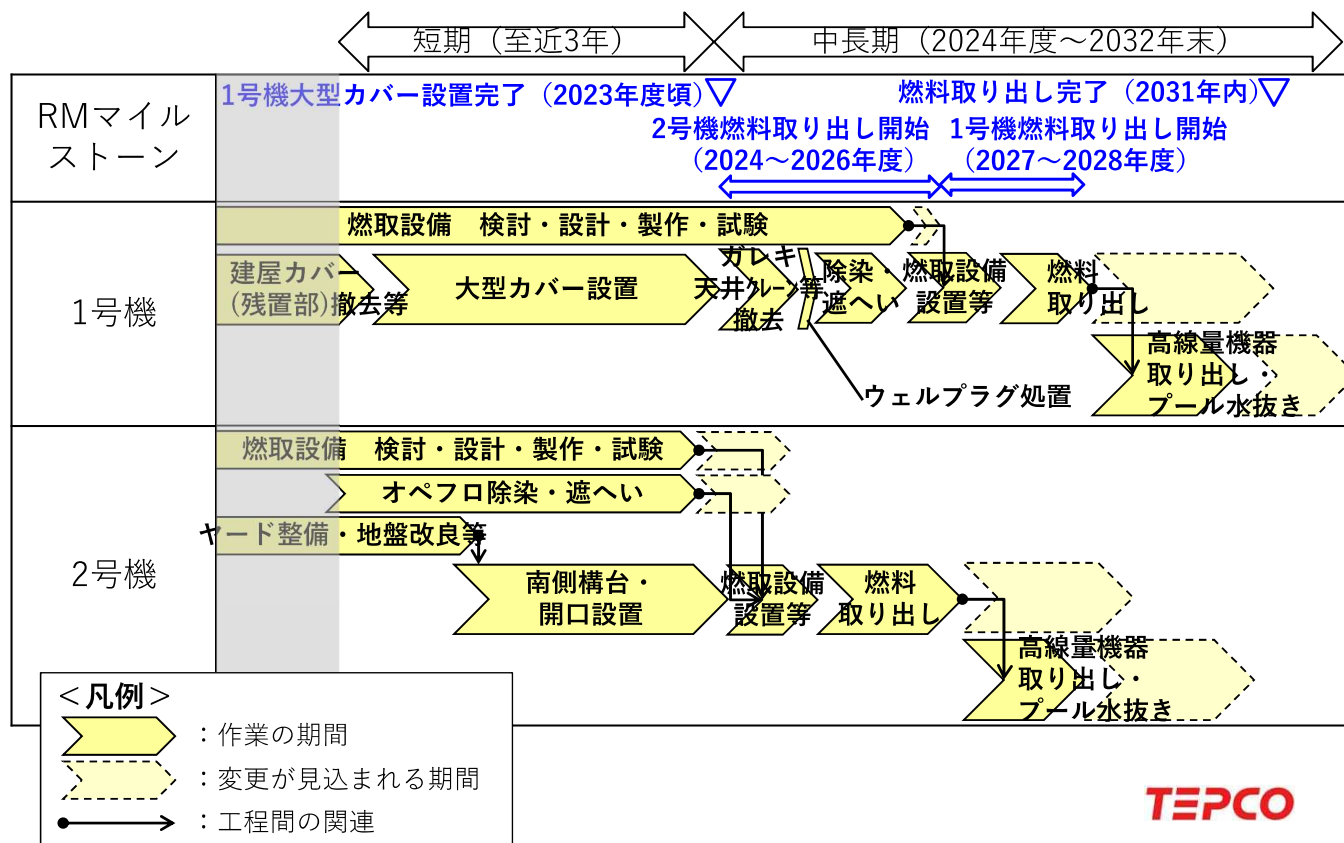 短期（至近3年）
中長期（2024年度～2032年末）
RMマイル
ストーン
1号機大型カバー設置完了（2023年度頃）
燃料取り出し完了（2031年内）
2号機燃料取り出し開始
（2024～2026年度）
1号機燃料取り出し開始
（2027～2028年度）
1号機
燃取設備　検討・設計・製作・試験
建屋カバー
(残置部)撤去等
大型カバー設置
ガレキ
天井クレーン等
撤去
除染・
遮へい
燃取設備
設置等
燃料
取り出し
高線量機器
取り出し・
プール水抜き
ウェルプラグ処置
2号機
燃取設備　検討・設計・製作・試験
オペフロ除染・遮へい
ヤード整備・地盤改良等
南側構台・
開口設置
燃取設備
設置等
燃料
取り出し
高線量機器
取り出し・
プール水抜き
＜凡例＞
：作業の期間
：変更が見込まれる期間
：工程間の関連
TEPCO